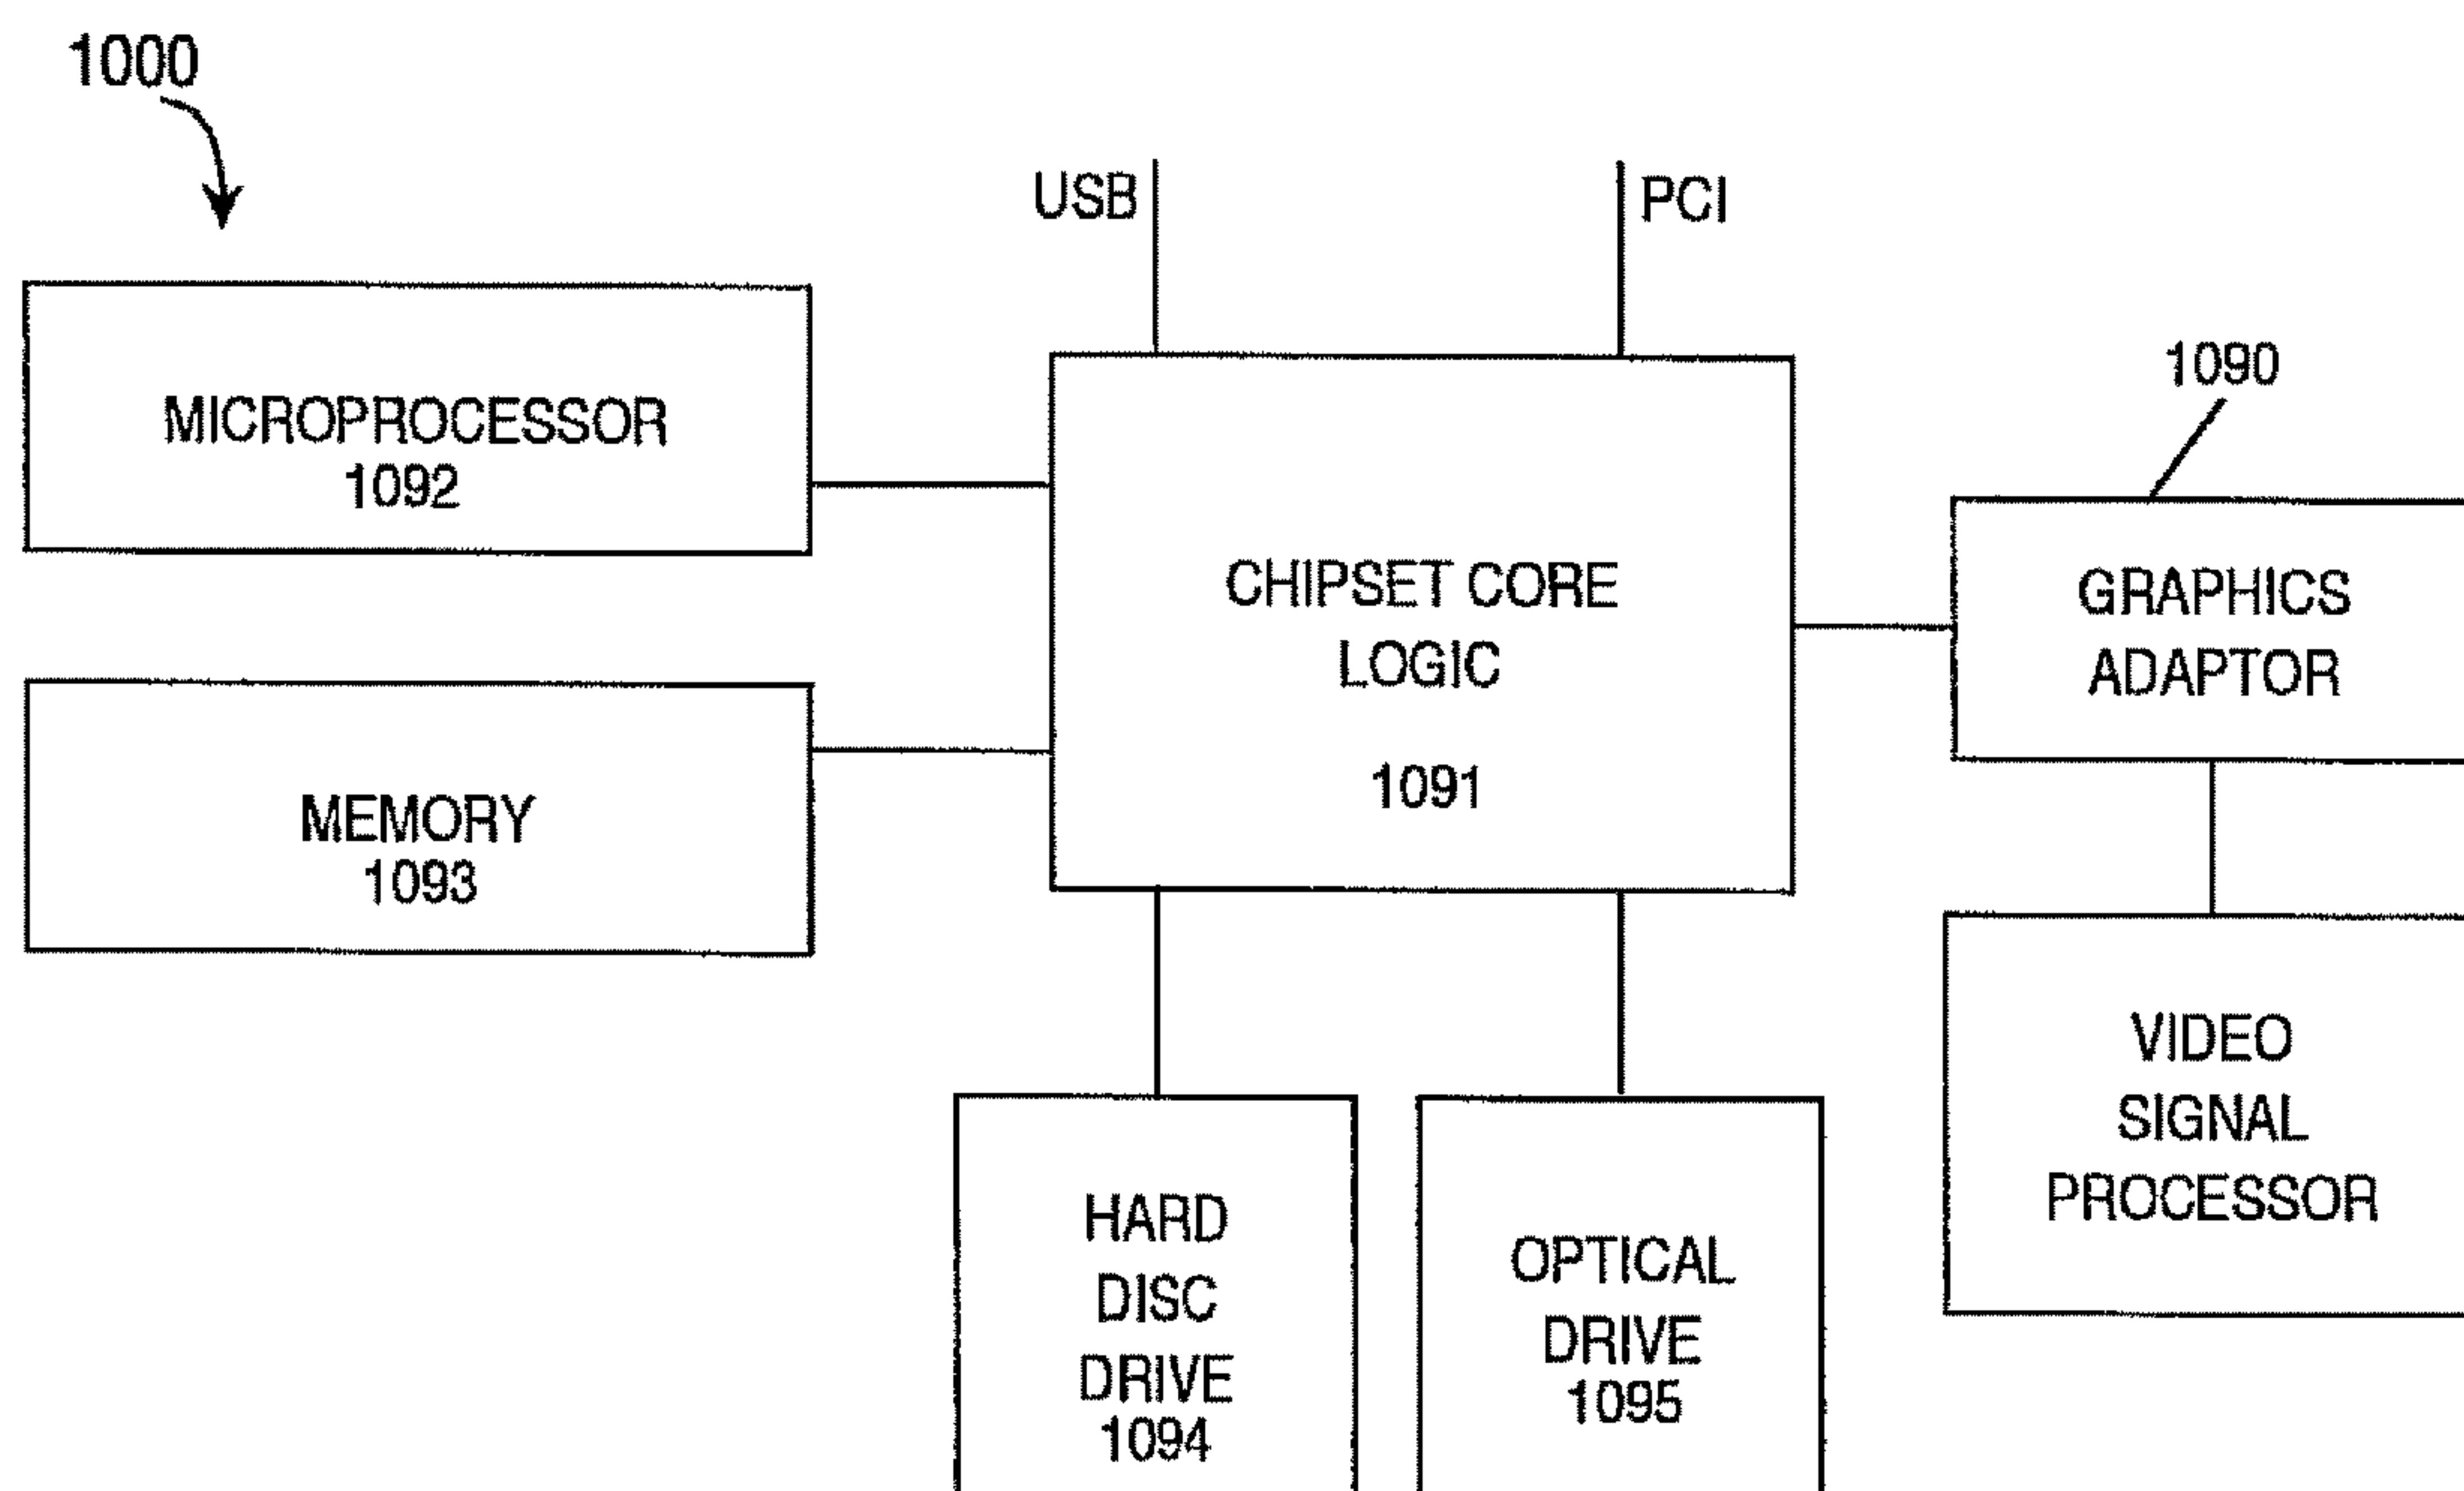 1000
USB
PCI
MICROPROCESSOR
1092
1090
CHIPSET CORE
LOGIC
1091
GRAPHICS
ADAPTOR
MEMORY
1093
VIDEO
SIGNAL
PROCESSOR
HARD
DISC
DRIVE
1094
OPTICAL
DRIVE
1095